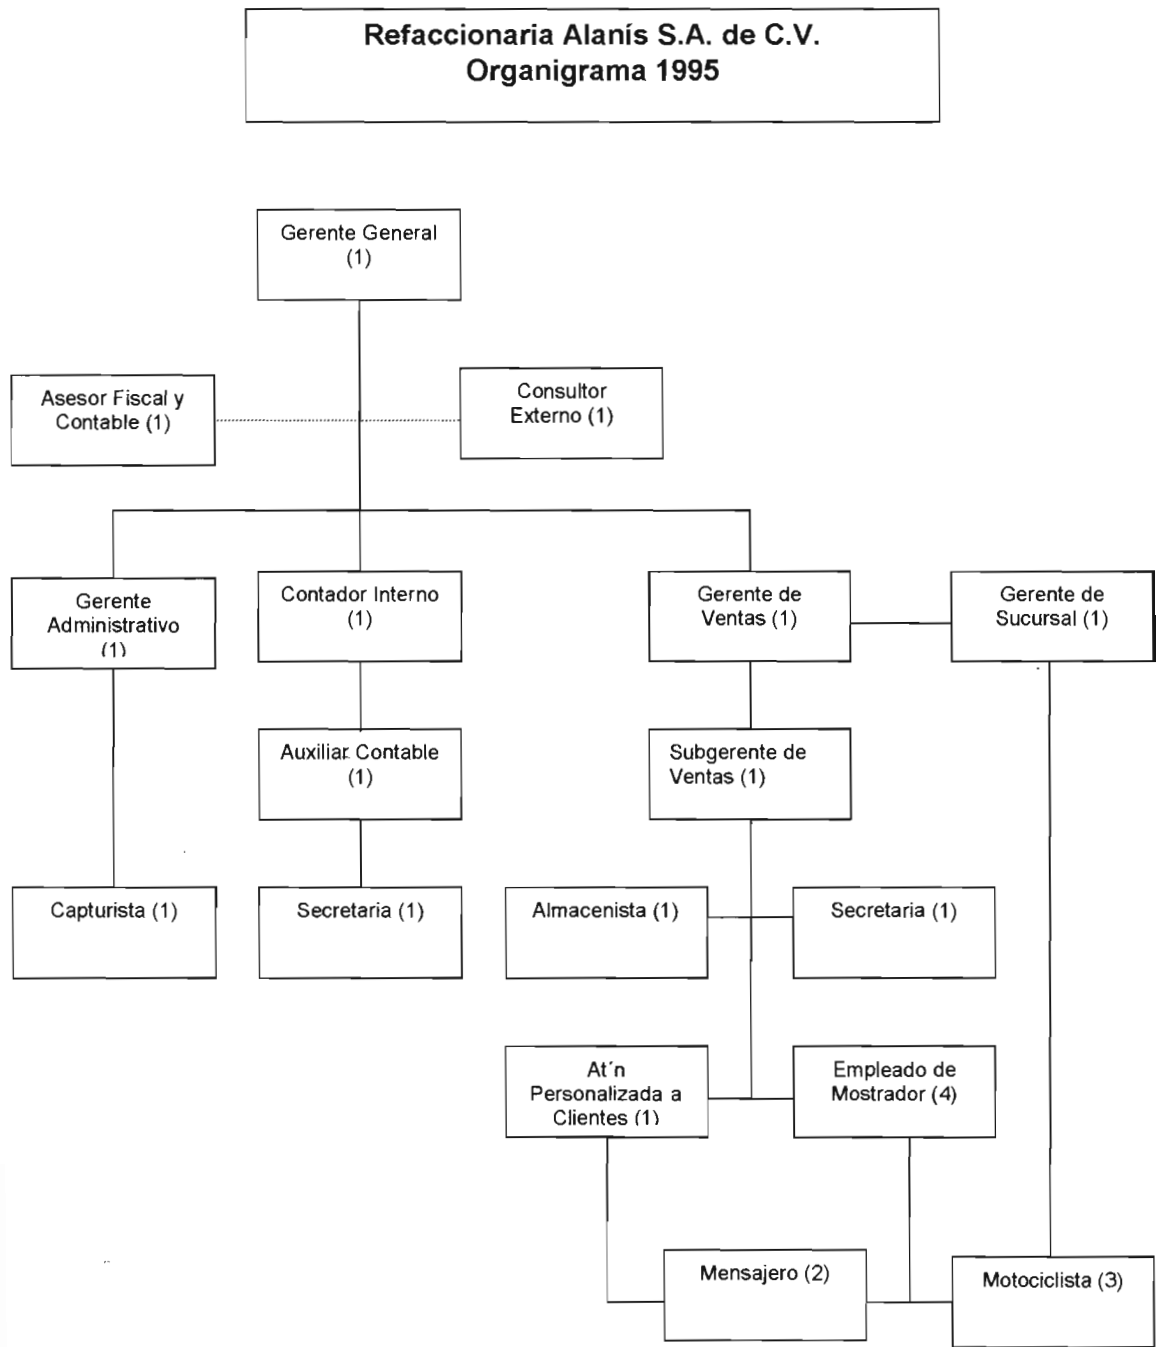 Refaccionaria Alanís S.A. de C.V.
Organigrama 1995
Gerente General
(1)
Asesor Fiscal y
Contable (1)
Consultor
Externo (1)
Gerente
Administrativo
(1)
Contador Interno
(1)
Gerente de
Ventas (1)
Gerente de
Sucursal (1)
Auxiliar Contable
(1)
Subgerente de
Ventas (1)
Capturista (1)
Secretaria (1)
Almacenista (1)
Secretaria (1)
At´n
Personalizada a
Clientes (1)
Empleado de
Mostrador (4)
Mensajero (2)
Motociclista (3)